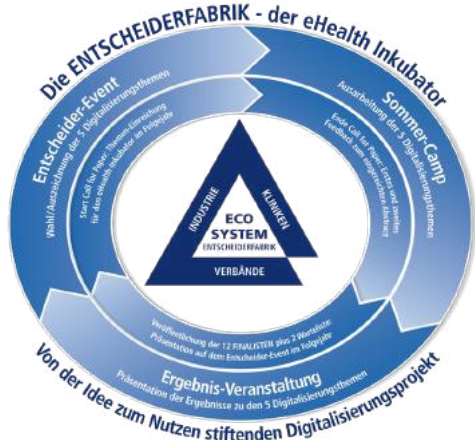 Die ENTSCHEIDERFABRIK - der eHealth Inkubator
Entscheider-Event
Wahl/Auszeichnung der 5 Digitalisierungsthemen
Start Call for Paper: Themen-Einreichung
für den eHealth-Inkubator im Folgejahr
Sommer-Camp
Ausarbeitung der 5 Digitalisierungsthemen
Ende Call for Paper: Erstes und zweites
Feedback zum eingereichten Abstract
INDUSTRIE
KLINIKEN
ECO
SYSTEM
ENTSCHEIDERFABRIK
VERBÄNDE
Veröffentlichung der 12 FINALISTEN plus 2 Warteliste:
Präsentation auf dem Entscheider-Event im Folgejahr
Ergebnis-Veranstaltung
Präsentation der Ergebnisse zu den 5 Digitalisierungsthemen
Von der Idee zum Nutzen stiftenden Digitalisierungsprojekt